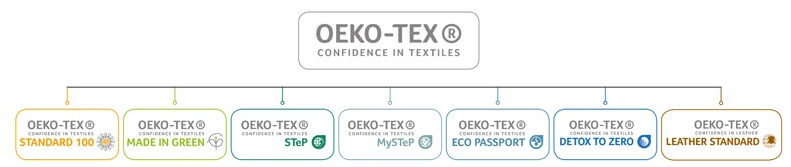 OEKO-TEX®
CONFIDENCE IN TEXTILES
OEKO-TEX®
CONFIDENCE IN TEXTILES
STANDARD 100
OEKO-TEX®
CONFIDENCE IN TEXTILES
MADE IN GREEN
OEKO-TEX®
CONFIDENCE IN TEXTILES
STeP
OEKO-TEX®
CONFIDENCE IN TEXTILES
MySTeP
OEKO-TEX®
CONFIDENCE IN TEXTILES
ECO PASSPORT
OEKO-TEX®
CONFIDENCE IN TEXTILES
DETOX TO ZERO
OEKO-TEX®
CONFIDENCE IN LEATHER
LEATHER STANDARD